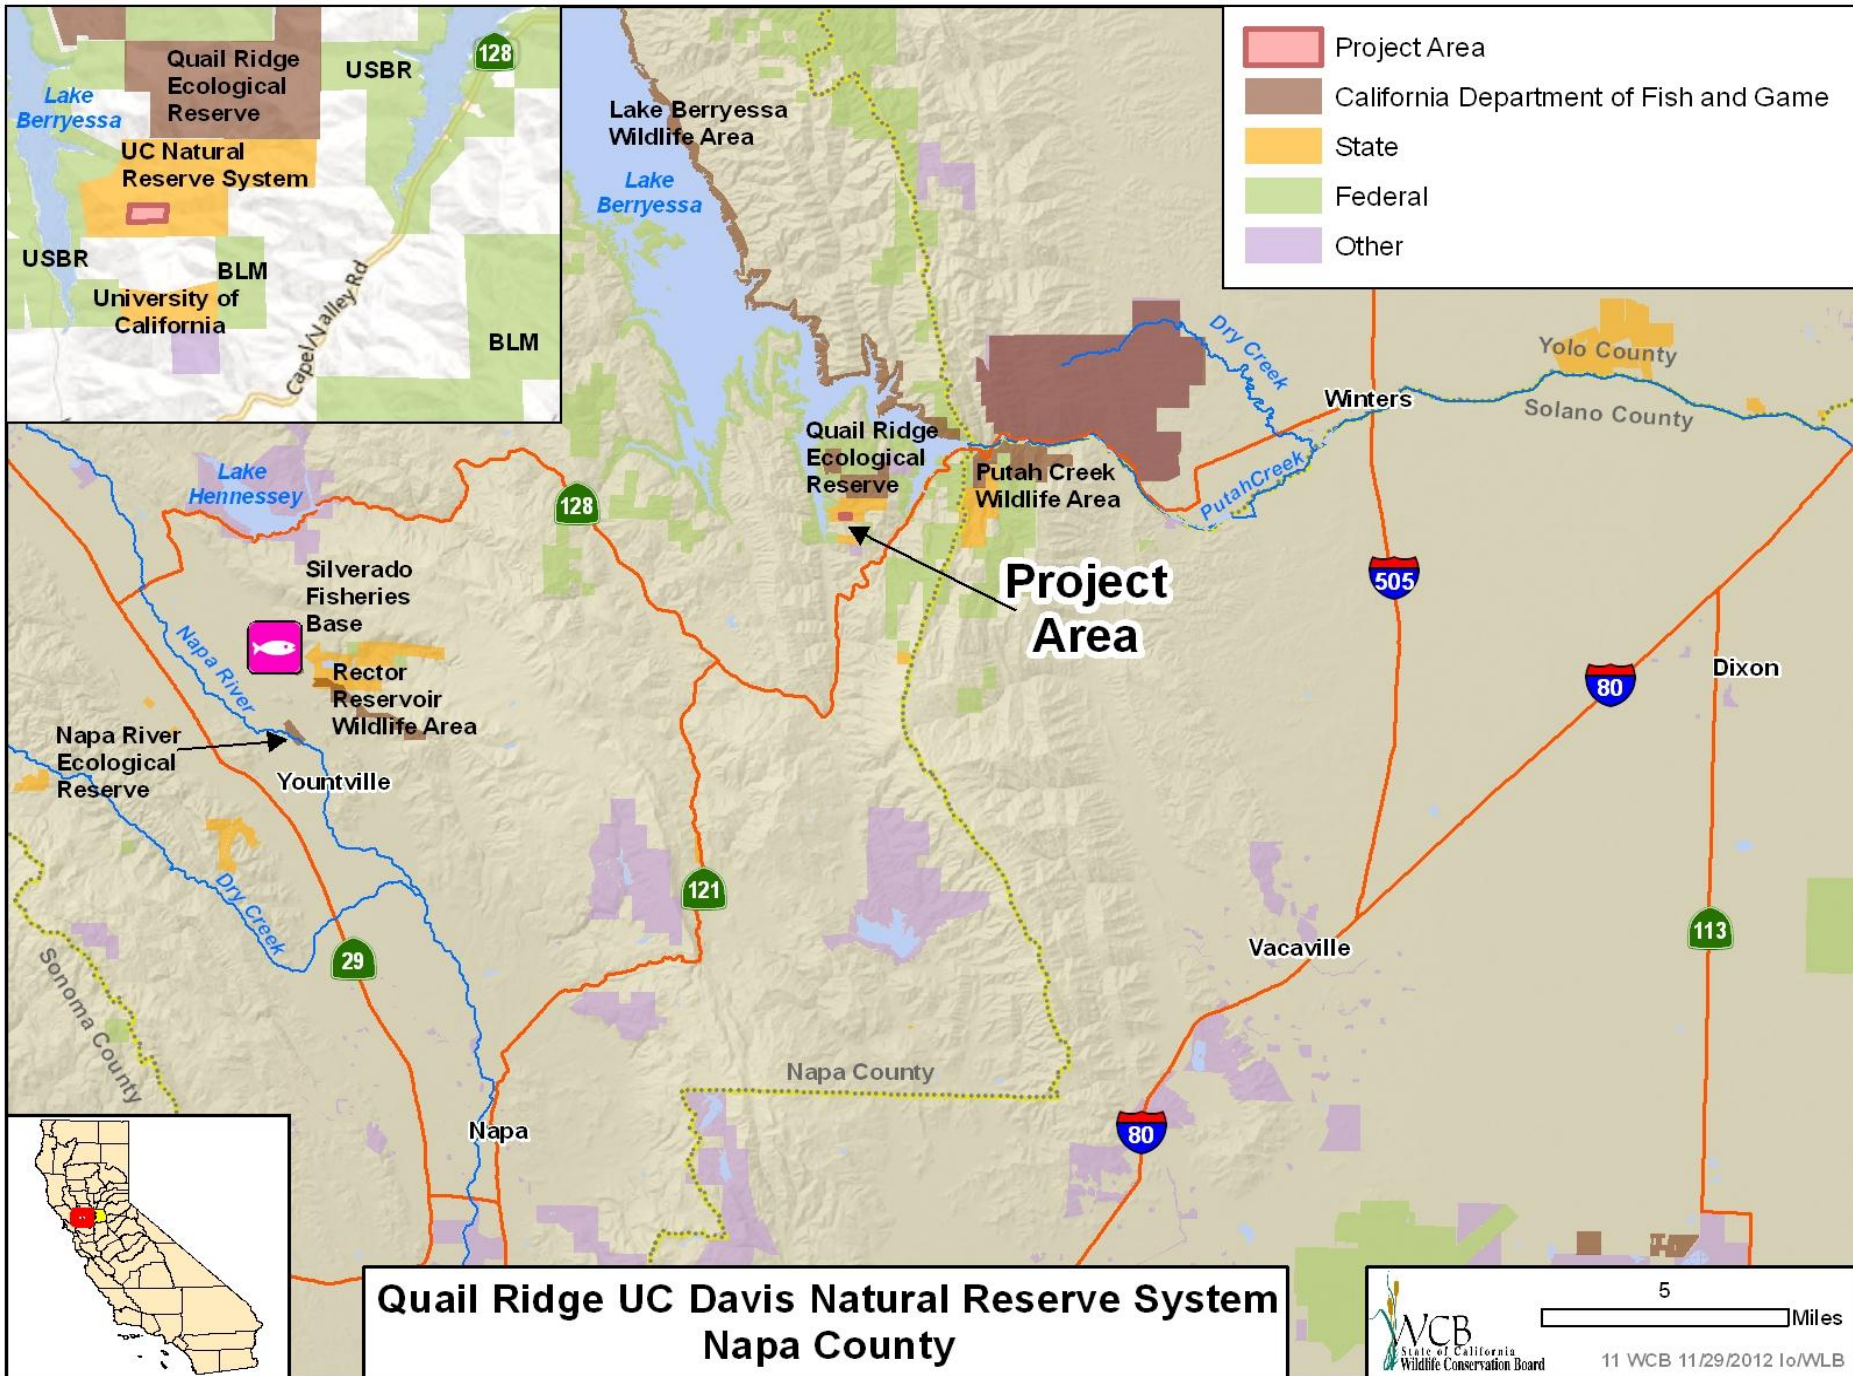 Quail Ridge
Ecological
Reserve
USBR
128
Lake
Berryessa
UC Natural
Reserve System
USBR
BLM
University of
California
Capel Valley Rd
BLM
Project Area
California Department of Fish and Game
State
Federal
Other
Lake Berryessa
Wildlife Area
Lake
Berryessa
Dry Creek
Yolo County
Winters
Solano County
Quail Ridge
Ecological
Reserve
Putah Creek
Wildlife Area
PutahCreek
Lake
Hennessey
128
Project
Area
505
Silverado
Fisheries
Base
Napa River
Rector
Reservoir
Wildlife Area
80
Dixon
Napa River
Ecological
Reserve
Yountville
Dry Creek
121
29
Vacaville
113
Sonoma County
Napa County
Napa
80
Quail Ridge UC Davis Natural Reserve System
Napa County
WCB
State of California
Wildlife Conservation Board
5
Miles
11 WCB 11/29/2012 lo/WLB